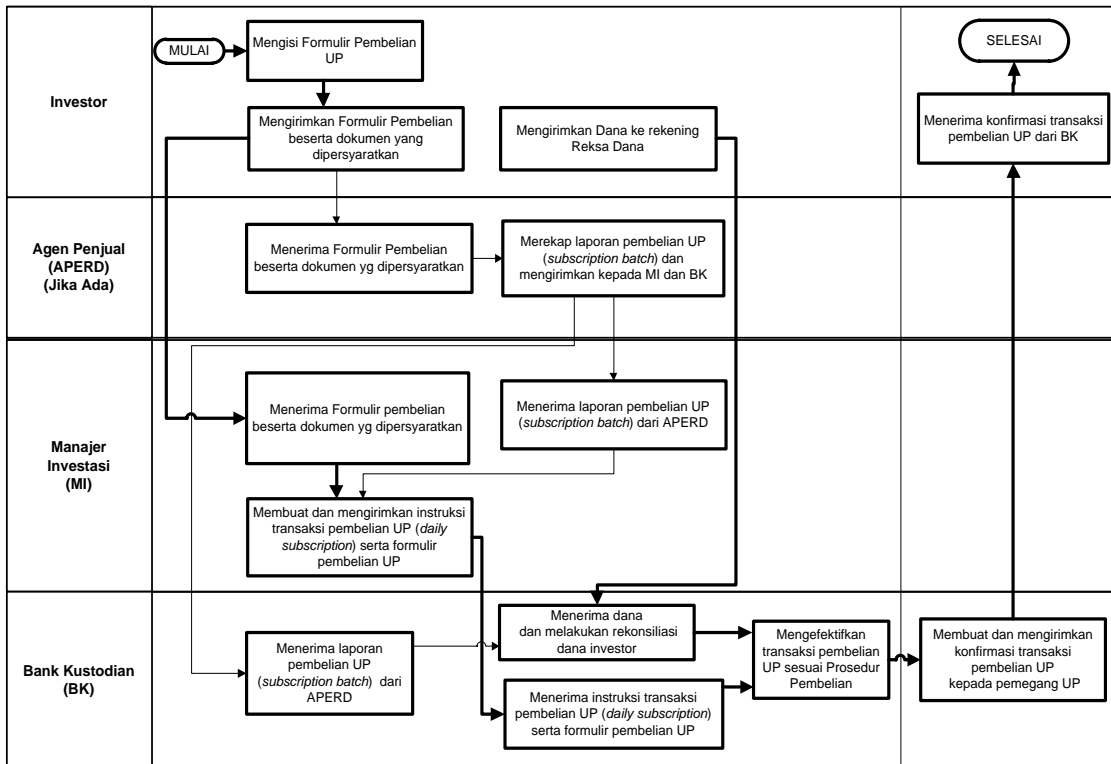 Investor
MULAI
Mengisi Formulir Pembelian
UP
Mengirimkan Formulir Pembelian
beserta dokumen yang
dipersyaratkan
Mengirimkan Dana ke rekening
Reksa Dana
SELESAI
Menerima konfirmasi transaksi
pembelian UP dari BK
Agen Penjual
(APERD)
(Jika Ada)
Menerima Formulir Pembelian
beserta dokumen yg dipersyaratkan
Merekap laporan pembelian UP
(subscription batch) dan
mengirimkan kepada MI dan BK
Manajer
Investasi
(MI)
Menerima Formulir pembelian
beserta dokumen yg dipersyaratkan
Menerima laporan pembelian UP
(subscription batch) dari APERD
Membuat dan mengirimkan instruksi
transaksi pembelian UP (daily
subscription) serta formulir
pembelian UP
Bank Kustodian
(BK)
Menerima laporan
pembelian UP
(subscription batch) dari
APERD
Menerima dana
dan melakukan rekonsiliasi
dana investor
Menerima instruksi transaksi
pembelian UP (daily subscription)
serta formulir pembelian UP
Mengefektifkan
transaksi pembelian
UP sesuai Prosedur
Pembelian
Membuat dan mengirimkan
konfirmasi transaksi
pembelian UP
kepada pemegang UP